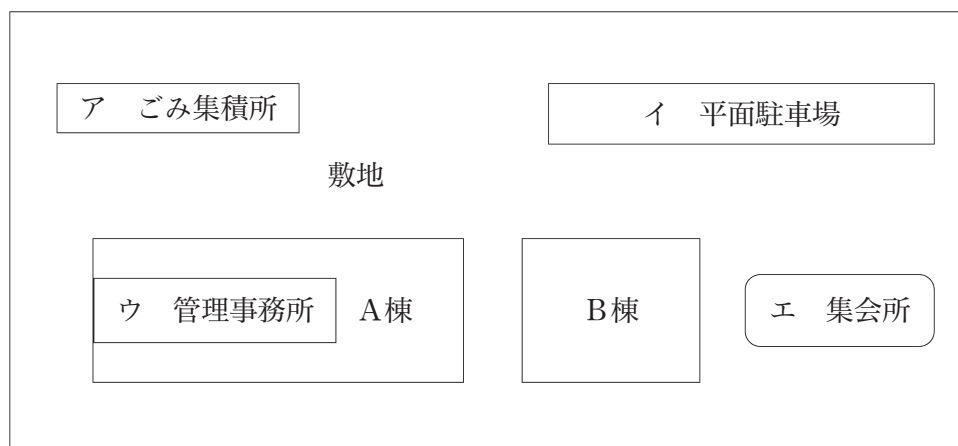 ア　ごみ集積所
イ　平面駐車場
敷地
ウ　管理事務所
A棟
B棟
エ　集会所